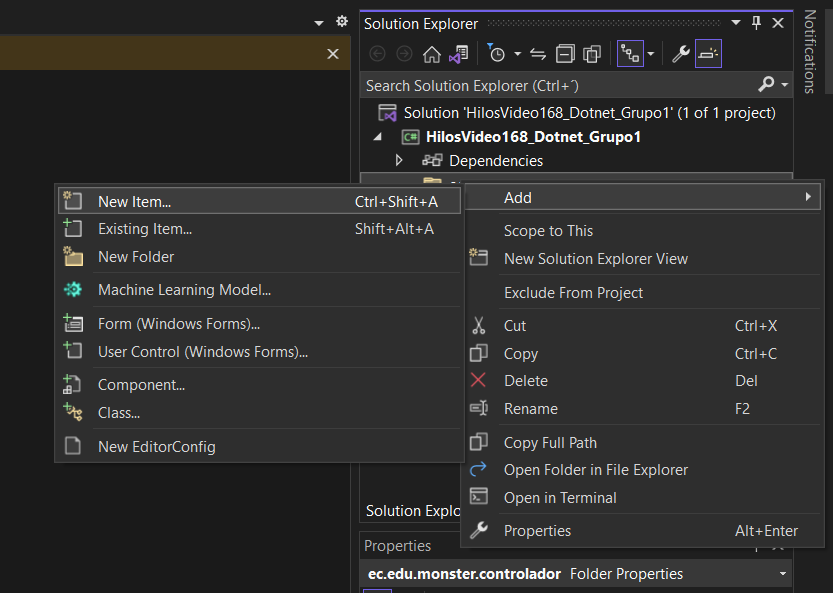 Solution Explorer
Notifications
Search Solution Explorer (Ctrl+´)
Solution 'HilosVideo168_Dotnet_Grupo1' (1 of 1 project)
C#
HilosVideo168_Dotnet_Grupo1
Dependencies
New Item... Ctrl+Shift+A
Existing Item... Shift+Alt+A
New Folder
Machine Learning Model...
Form (Windows Forms)...
User Control (Windows Forms)...
Component...
Class...
New EditorConfig
Add
Scope to This
New Solution Explorer View
Exclude From Project
Cut Ctrl+X
Copy Ctrl+C
Delete Del
Rename F2
Copy Full Path
Open Folder in File Explorer
Open in Terminal
Properties Alt+Enter
Solution Explo
Properties
ec.edu.monster.controlador Folder Properties